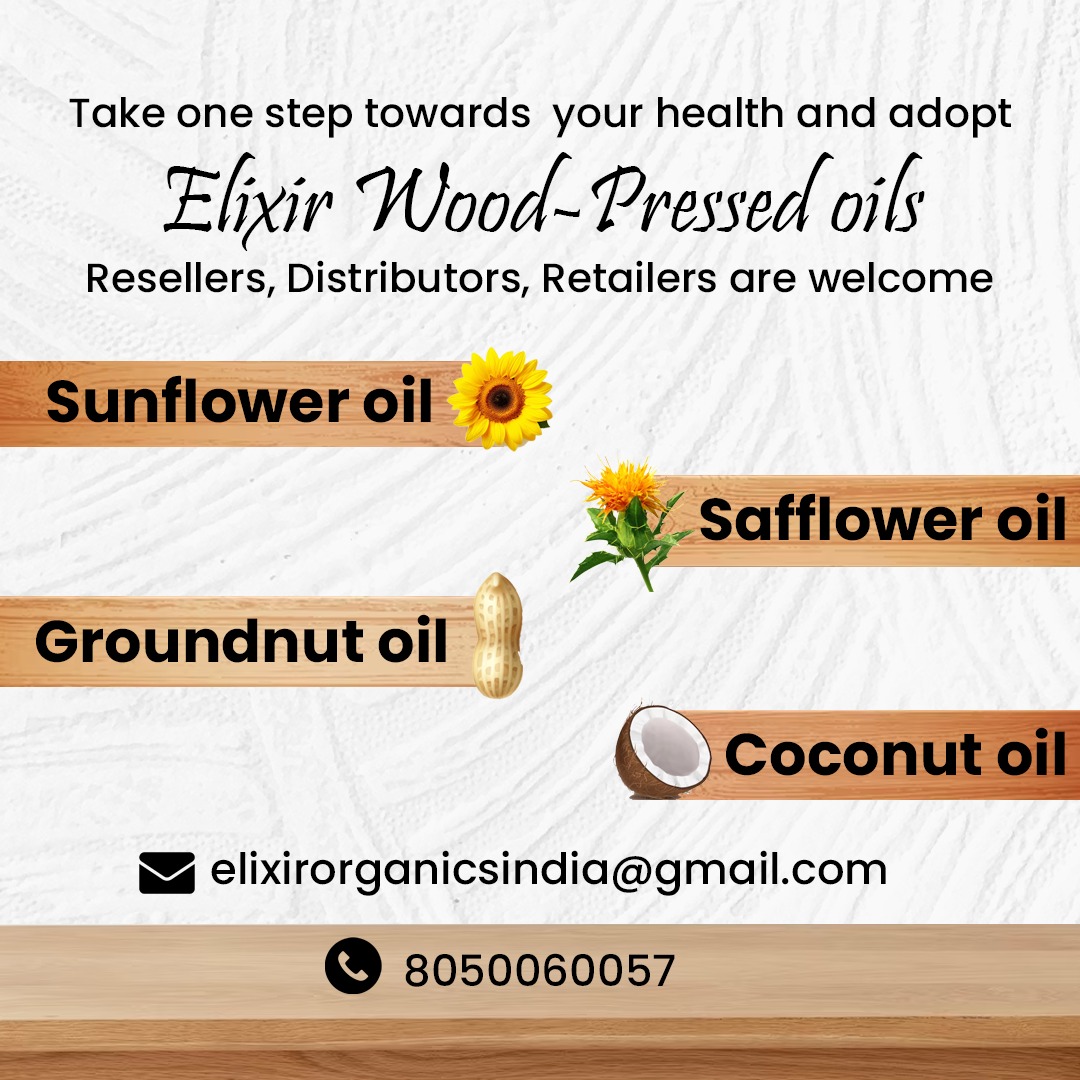 Take one step towards  your health and adopt
Elixir Wood-Pressed oils
Resellers, Distributors, Retailers are welcome
Sunflower oil
Safflower oil
Groundnut oil
Coconut oil
elixirorganicsindia@gmail.com
8050060057